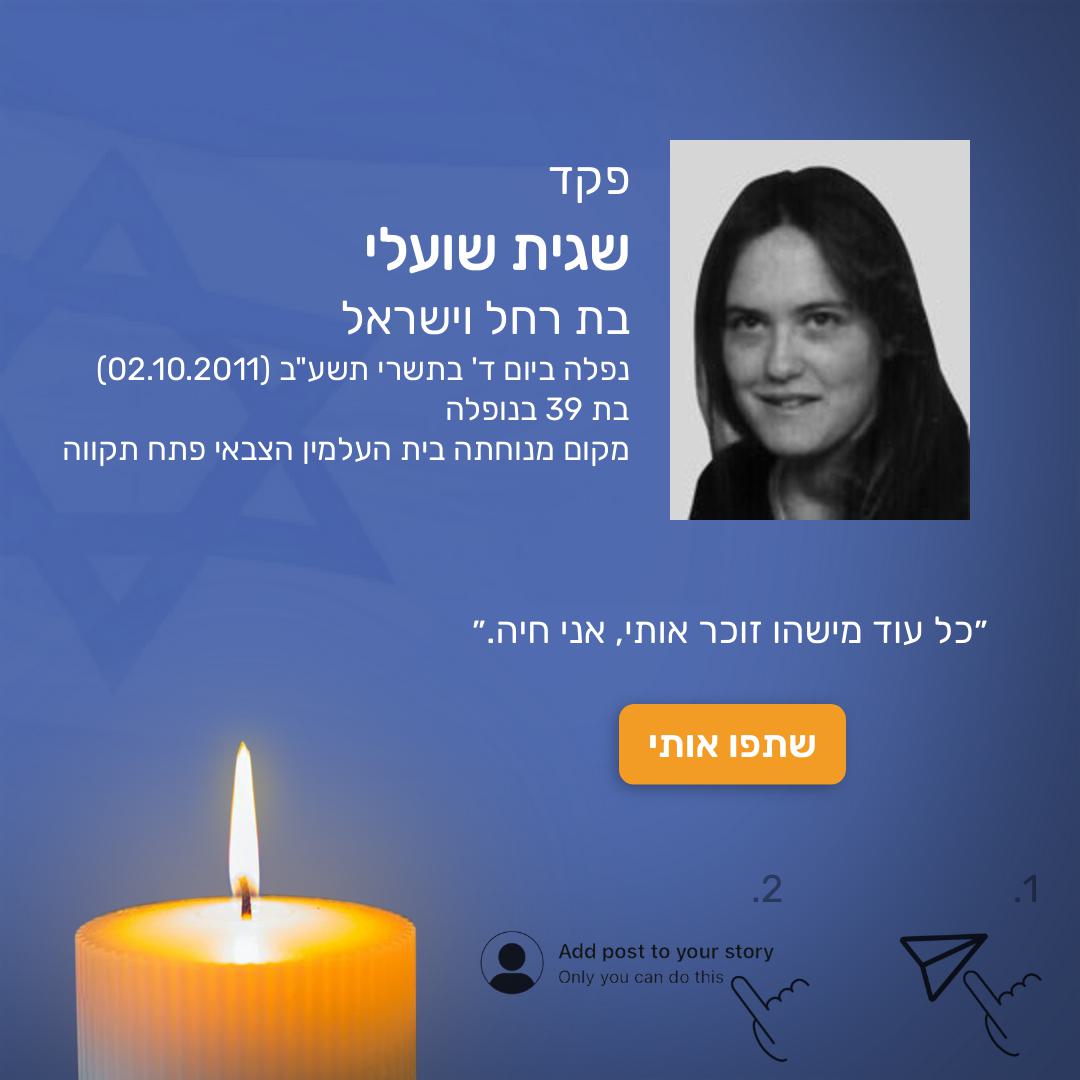 פקד
שגית שועלי
בת רחל וישראל
נפלה ביום ד' בתשרי תשע"ב (02.10.2011)
בת 39 בנופלה
מקום מנוחתה בית העלמין הצבאי פתח תקווה
״כל עוד מישהו זוכר אותי, אני חיה.״
שתפו אותי
1.
2.
Add post to your story
Only you can do this